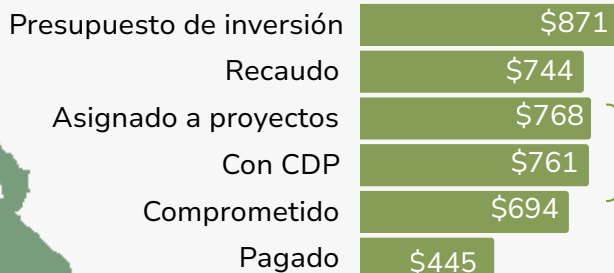 Presupuesto de inversión $871
Recaudo $744
Asignado a proyectos $768
Con CDP $761
Comprometido $694
Pagado $445